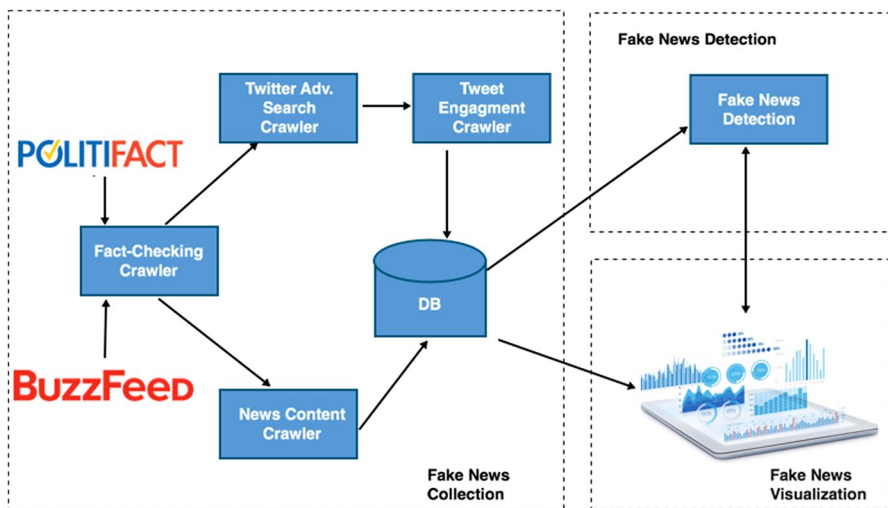 Fake News Detection
Twitter Adv.
Search
Crawler
Tweet
Engagment
Crawler
Fake News
Detection
POLITIFACT
Fact-Checking
Crawler
DB
BUZZFEED
News Content
Crawler
Fake News
Collection
Fake News
Visualization